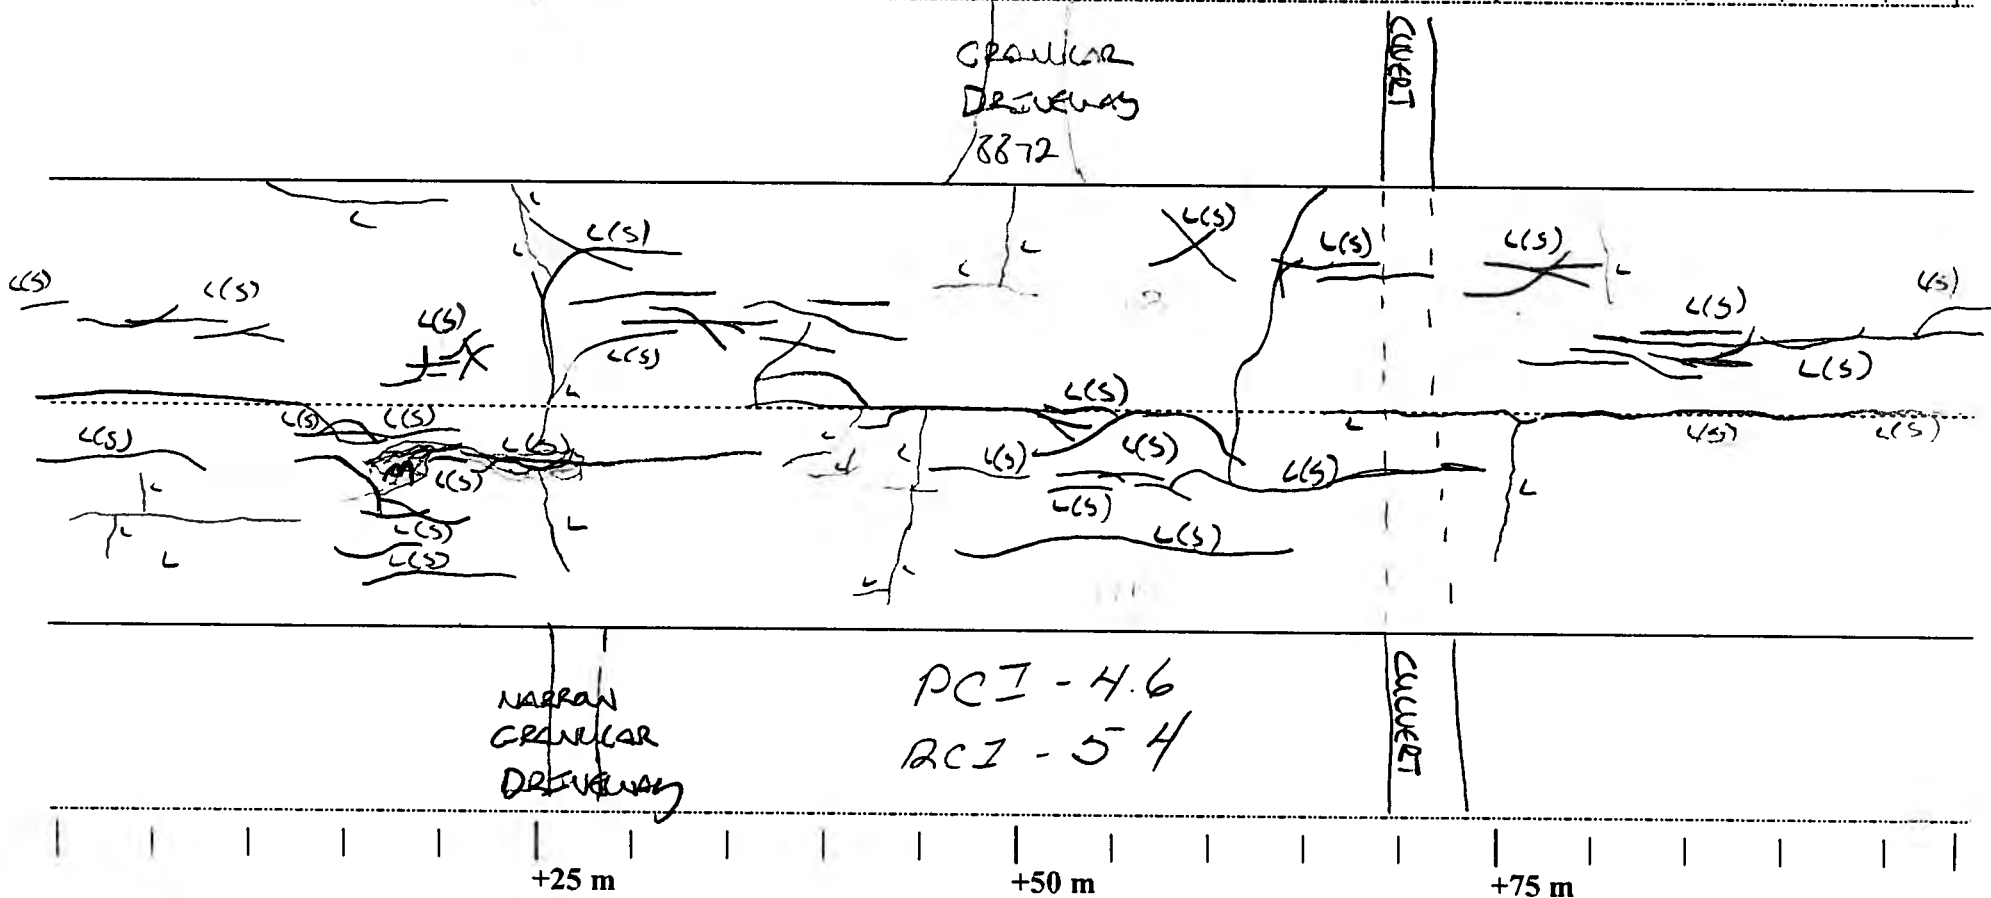 GRANULAR
DRIVEWAY
8872
CULVERT
L
L
L(S)
L
L(S)
L
L
L(S)
L(S)
L
L(S)
L(S)
L(S)
L(S)
L(S)
L(S)
L(S)
L
L(S)
L(S)
L(S)
L
L(S)
L(S)
L(S)
L(S)
L
L(S)
M
L(S)
L
L
L(S)
L(S)
L(S)
L
L
L
L(S)
L(S)
L
L(S)
L(S)
L
L
L
NARROW
GRANULAR
DRIVEWAY
PCI - 4.6
RCI - 5 4
CULVERT
+25 m
+50 m
+75 m